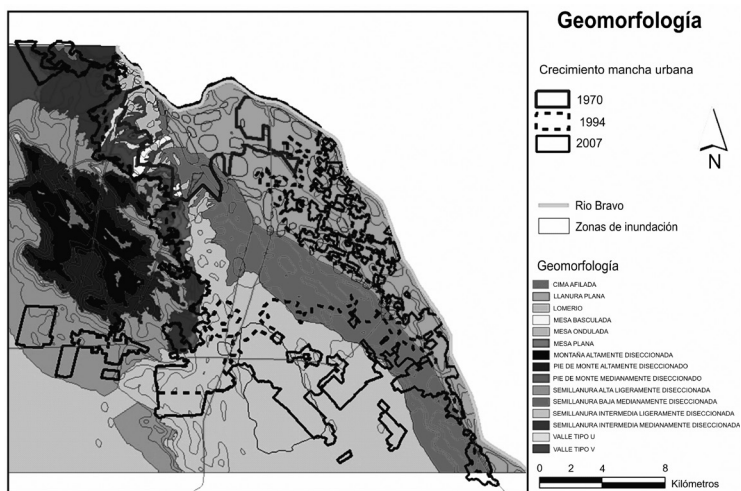 Geomorfología
Crecimiento mancha urbana
1970
1994
2007
N
Rio Bravo
Zonas de inundación
Geomorfología
CIMA AFILADA
LLANURA PLANA
LOMERIO
MESA BASCULADA
MESA ONDULADA
MESA PLANA
MONTAÑA ALTAMENTE DISECCIONADA
PIE DE MONTE ALTAMENTE DISECCIONADO
PIE DE MONTE MEDIANAMENTE DISECCIONADO
SEMILLANURA ALTA LIGERAMENTE DISECCIONADA
SEMILLANURA BAJA MEDIANAMENTE DISECCIONADA
SEMILLANURA INTERMEDIA LIGERAMENTE DISECCIONADA
SEMILLANURA INTERMEDIA MEDIANAMENTE DISECCIONADA
VALLE TIPO U
VALLE TIPO V
0 2 4 8
Kilómetros